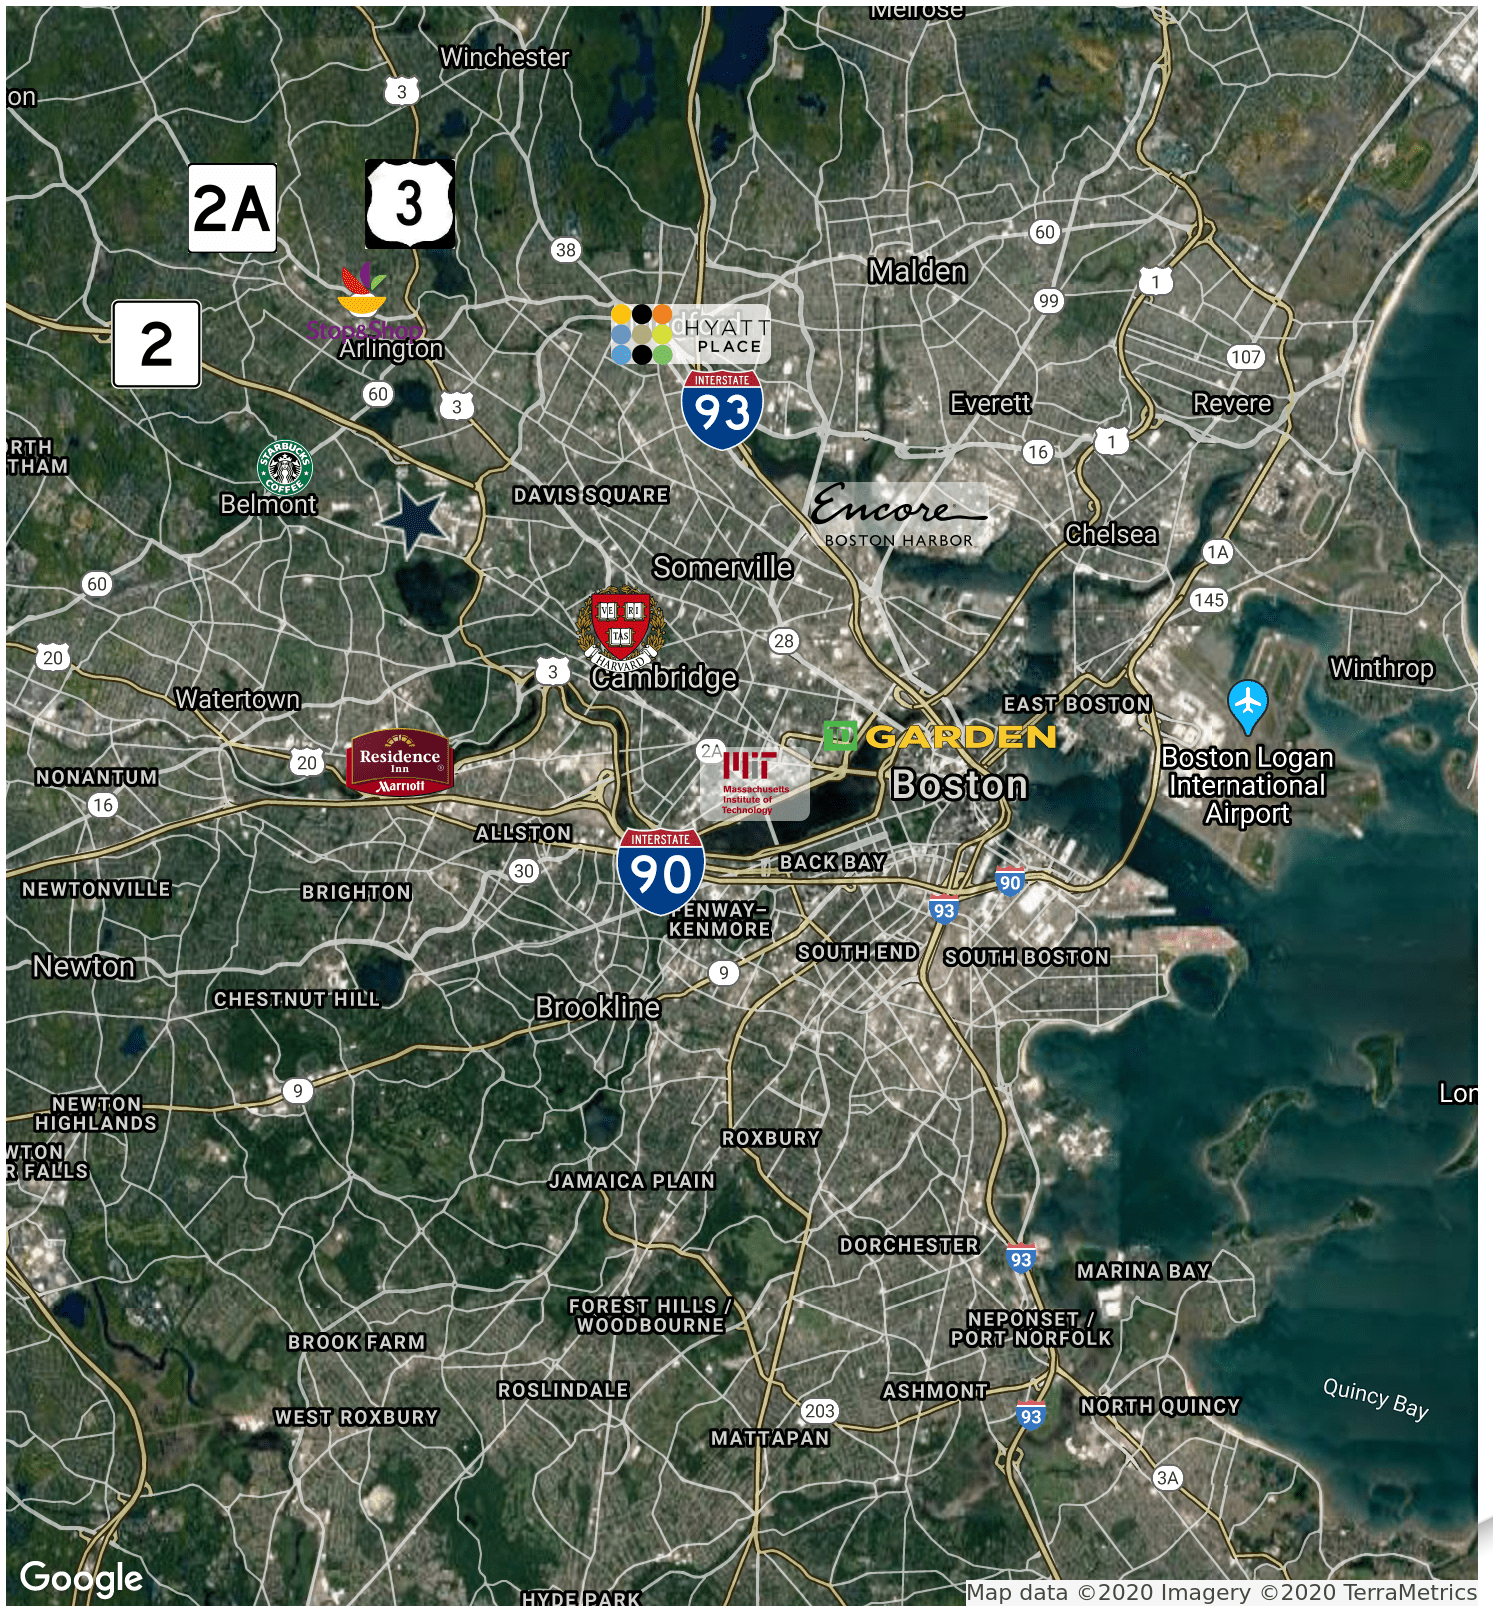 Melrose
Winchester
on
3
2A
3
38
60
Malden
1
99
Stop&Shop
Arlington
2
HYATT
PLACE
INTERSTATE
93
107
60
3
Everett
Revere
1
16
RTH
THAM
STARBUCKS
COFFEE
Belmont
DAVIS SQUARE
Encore
BOSTON HARBOR
Chelsea
1A
Somerville
60
145
VE RI
TAS
HARVARD
28
20
3
Cambridge
Winthrop
Watertown
EAST BOSTON
TD GARDEN
2A
Residence
Inn
Marriott
20
NONANTUM
16
MIT
Massachusetts
Institute of
Technology
Boston
Boston Logan
International
Airport
ALLSTON
INTERSTATE
90
BACK BAY
30
90
93
NEWTONVILLE
BRIGHTON
FENWAY–
KENMORE
SOUTH END
SOUTH BOSTON
Newton
9
CHESTNUT HILL
Brookline
9
NEWTON
HIGHLANDS
Lon
WTON
R FALLS
ROXBURY
JAMAICA PLAIN
DORCHESTER
93
MARINA BAY
FOREST HILLS /
WOODBOURNE
NEPONSET /
PORT NORFOLK
BROOK FARM
ROSLINDALE
ASHMONT
93
NORTH QUINCY
Quincy Bay
WEST ROXBURY
203
MATTAPAN
3A
Google
HYDE PARK
Map data ©2020 Imagery ©2020 TerraMetrics